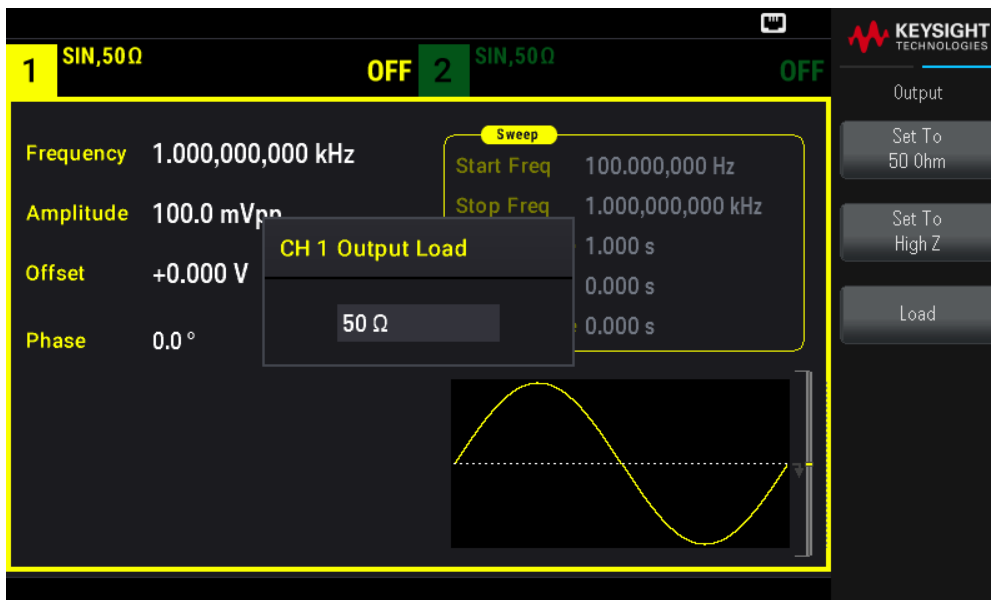 KEYSIGHT
TECHNOLOGIES
1 SIN,50Ω OFF
2 SIN,50Ω OFF
Frequency 1.000,000,000 kHz
Amplitude 100.0 mVpp
Offset +0.000 V
Phase 0.0 °
Sweep
Start Freq 100.000,000 Hz
Stop Freq 1.000,000,000 kHz
1.000 s
0.000 s
0.000 s
CH 1 Output Load
50 Ω
Output
Set To
50 Ohm
Set To
High Z
Load